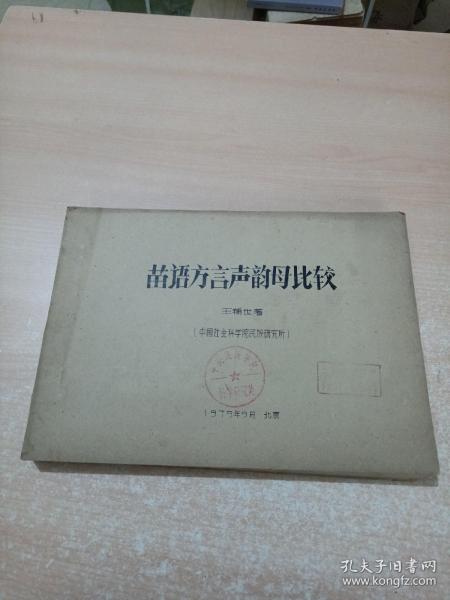 苗语方言声韵母比较
王辅世著
(中国社会科学院民族研究所)
1979年9月 北京
孔夫子旧书网
www.kongfz.com